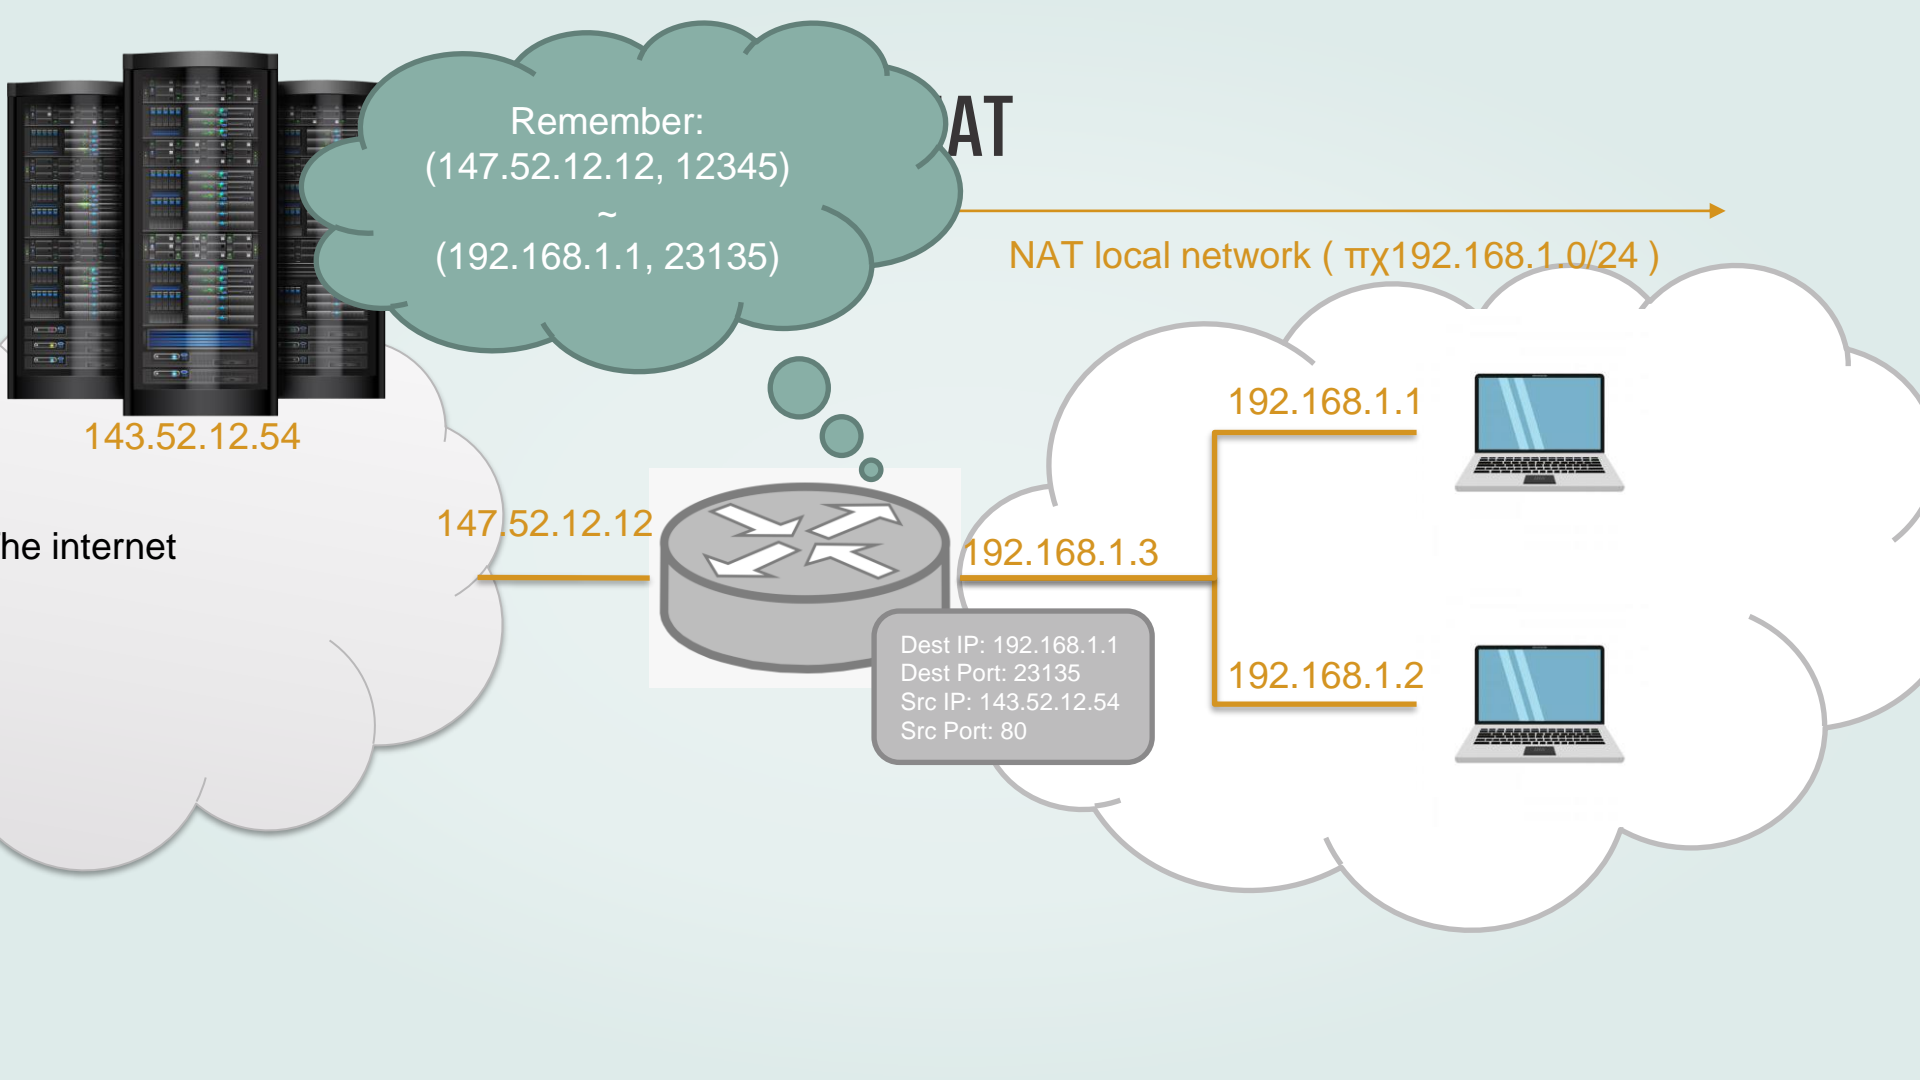 AT
Remember:
(147.52.12.12, 12345)
~
(192.168.1.1, 23135)
NAT local network ( πχ192.168.1.0/24 )
192.168.1.1
143.52.12.54
147.52.12.12
he internet
192.168.1.3
Dest IP: 192.168.1.1
Dest Port: 23135
Src IP: 143.52.12.54
Src Port: 80
192.168.1.2